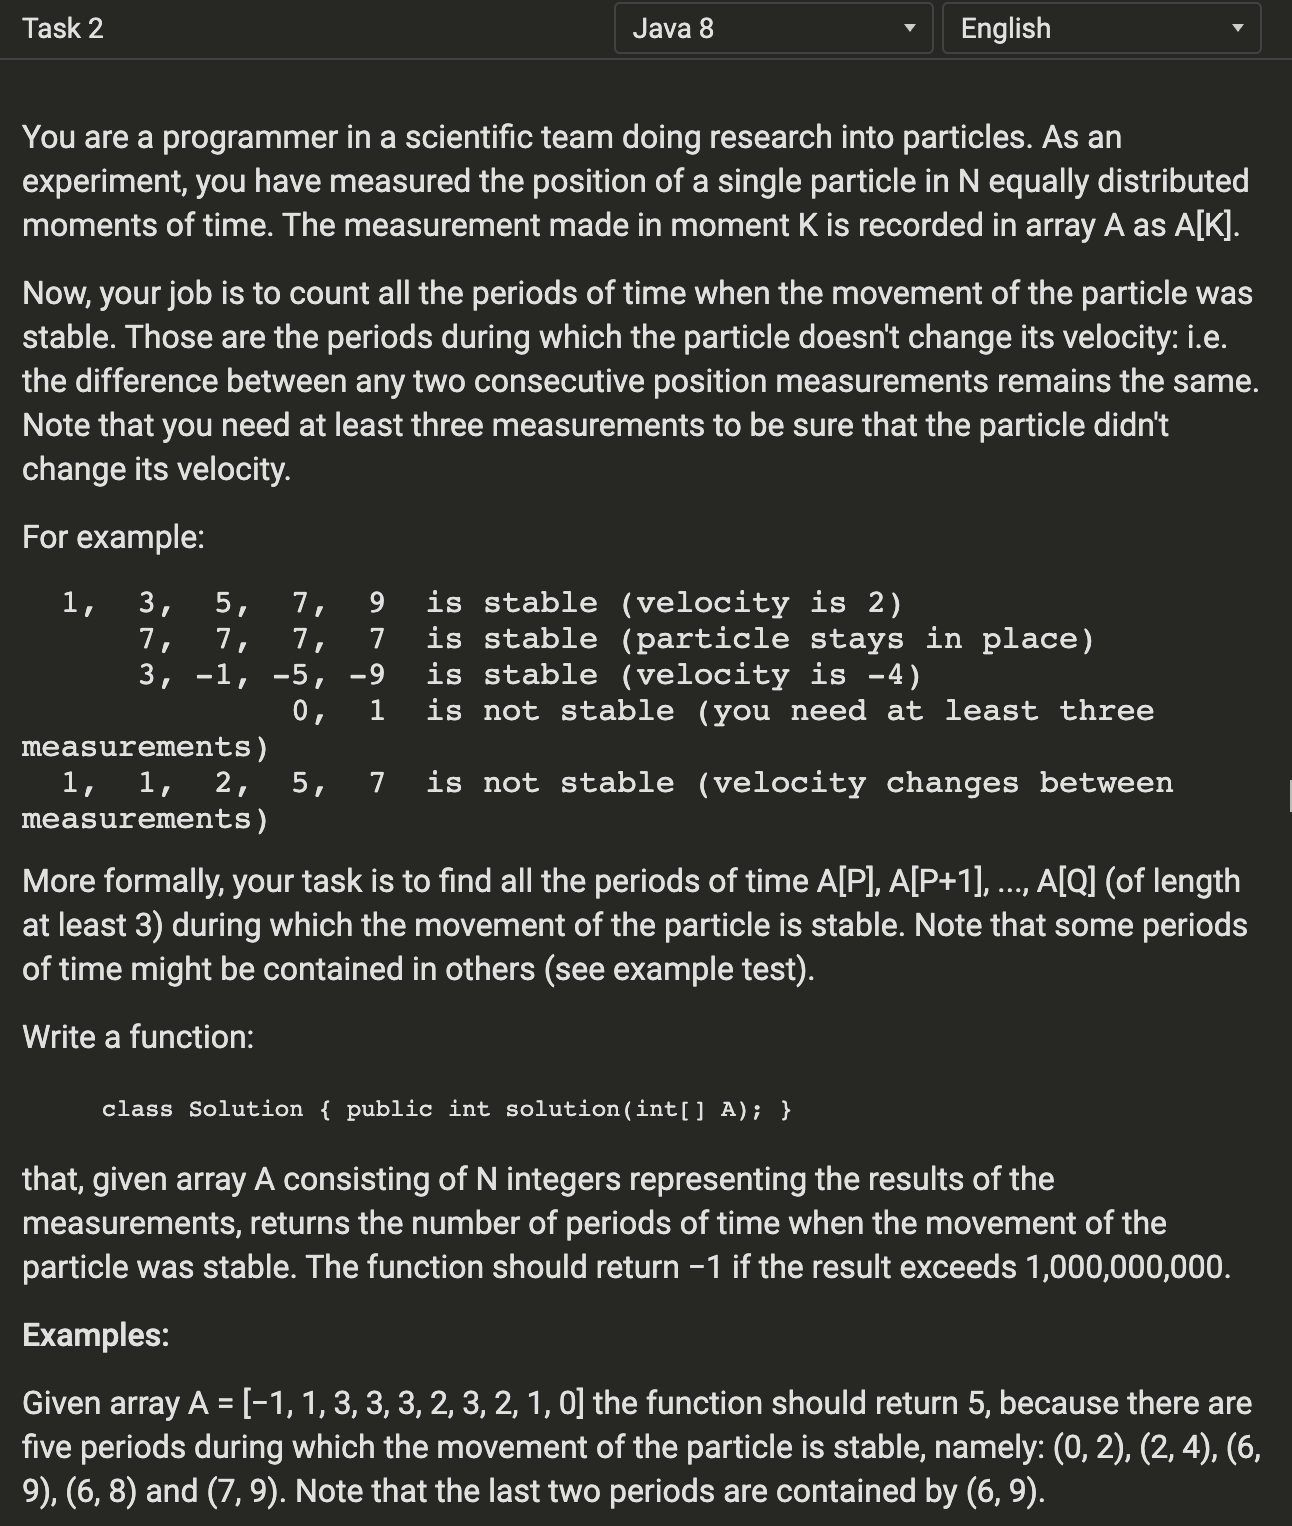 Task 2
Java 8
English
You are a programmer in a scientific team doing research into particles. As an
experiment, you have measured the position of a single particle in N equally distributed
moments of time. The measurement made in moment K is recorded in array A as A[K].
Now, your job is to count all the periods of time when the movement of the particle was
stable. Those are the periods during which the particle doesn't change its velocity: i.e.
the difference between any two consecutive position measurements remains the same.
Note that you need at least three measurements to be sure that the particle didn't
change its velocity.
For example:
1, 3, 5, 7, 9 is stable (velocity is 2)
7, 7, 7, 7 is stable (particle stays in place)
3, −1, −5, −9 is stable (velocity is −4)
0, 1 is not stable (you need at least three
measurements)
1, 1, 2, 5, 7 is not stable (velocity changes between
measurements)
More formally, your task is to find all the periods of time A[P], A[P+1], ..., A[Q] (of length
at least 3) during which the movement of the particle is stable. Note that some periods
of time might be contained in others (see example test).
Write a function:
class Solution { public int solution(int[] A); }
that, given array A consisting of N integers representing the results of the
measurements, returns the number of periods of time when the movement of the
particle was stable. The function should return −1 if the result exceeds 1,000,000,000.
Examples:
Given array A = [−1, 1, 3, 3, 3, 2, 3, 2, 1, 0] the function should return 5, because there are
five periods during which the movement of the particle is stable, namely: (0, 2), (2, 4), (6,
9), (6, 8) and (7, 9). Note that the last two periods are contained by (6, 9).